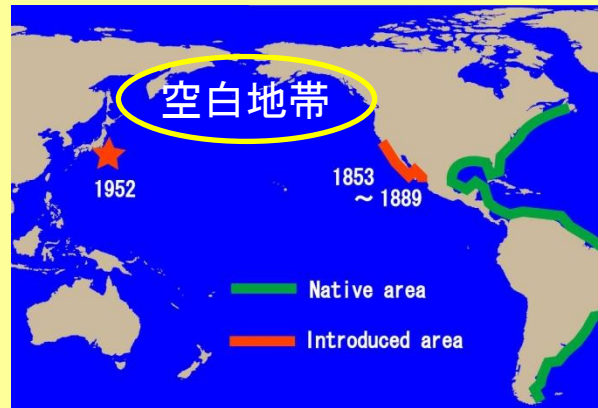 空白地帯
1952
1853
～1889
Native area
Introduced area